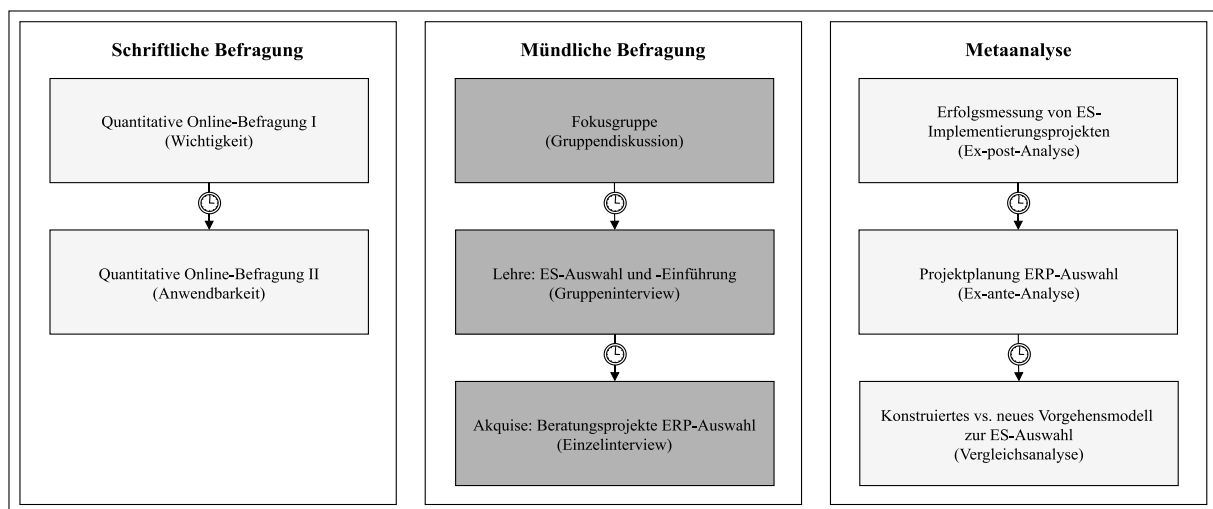 Schriftliche Befragung
Quantitative Online-Befragung I
(Wichtigkeit)
Quantitative Online-Befragung II
(Anwendbarkeit)
Mündliche Befragung
Fokusgruppe
(Gruppendiskussion)
Lehre: ES-Auswahl und -Einführung
(Gruppeninterview)
Akquise: Beratungsprojekte ERP-Auswahl
(Einzelinterview)
Metaanalyse
Erfolgsmessung von ES-
Implementierungsprojekten
(Ex-post-Analyse)
Projektplanung ERP-Auswahl
(Ex-ante-Analyse)
Konstruiertes vs. neues Vorgehensmodell
zur ES-Auswahl
(Vergleichsanalyse)